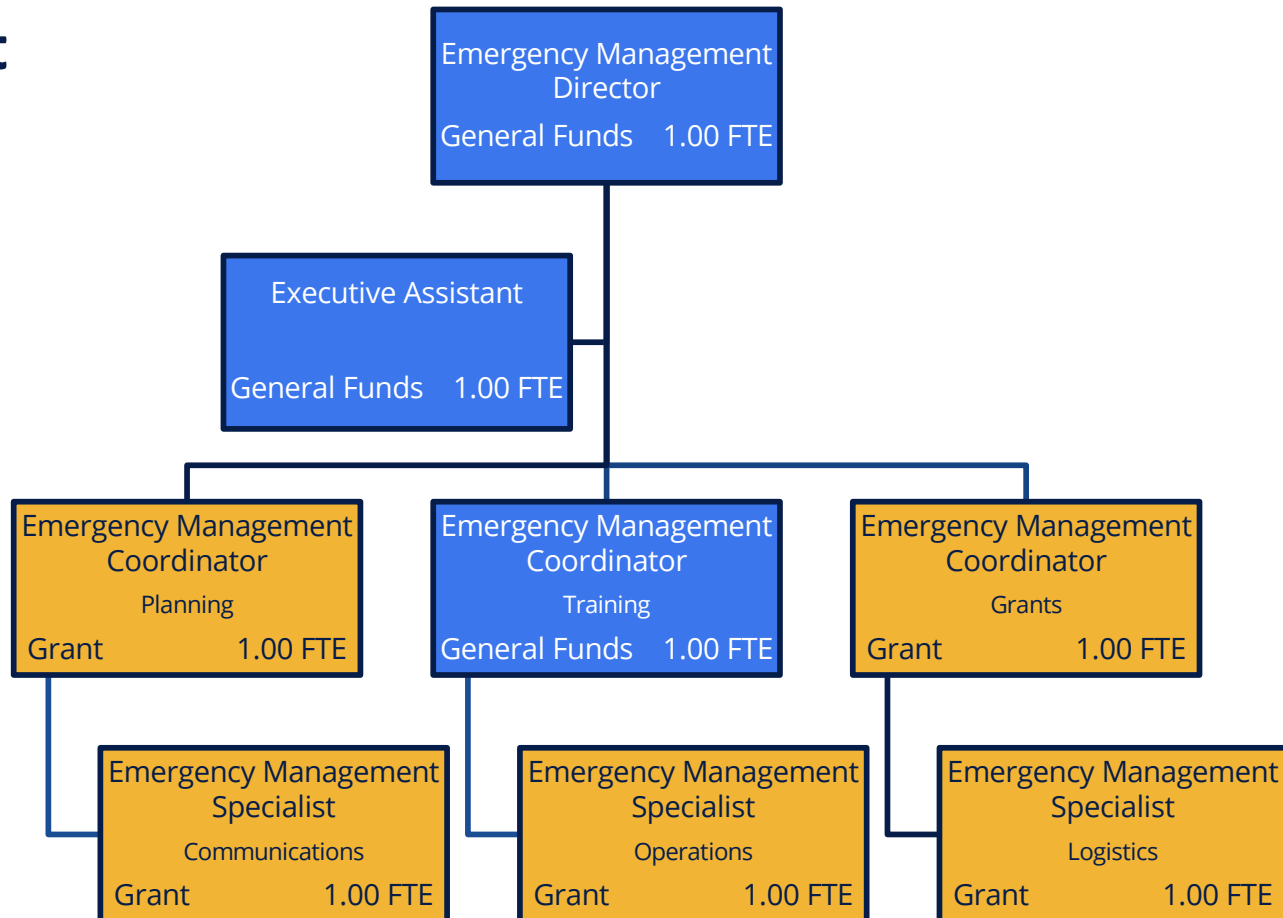 t
Emergency Management
Director
General Funds 1.00 FTE
Executive Assistant
General Funds 1.00 FTE
Emergency Management
Coordinator
Planning
Grant 1.00 FTE
Emergency Management
Coordinator
Training
General Funds 1.00 FTE
Emergency Management
Coordinator
Grants
Grant 1.00 FTE
Emergency Management
Specialist
Communications
Grant 1.00 FTE
Emergency Management
Specialist
Operations
Grant 1.00 FTE
Emergency Management
Specialist
Logistics
Grant 1.00 FTE